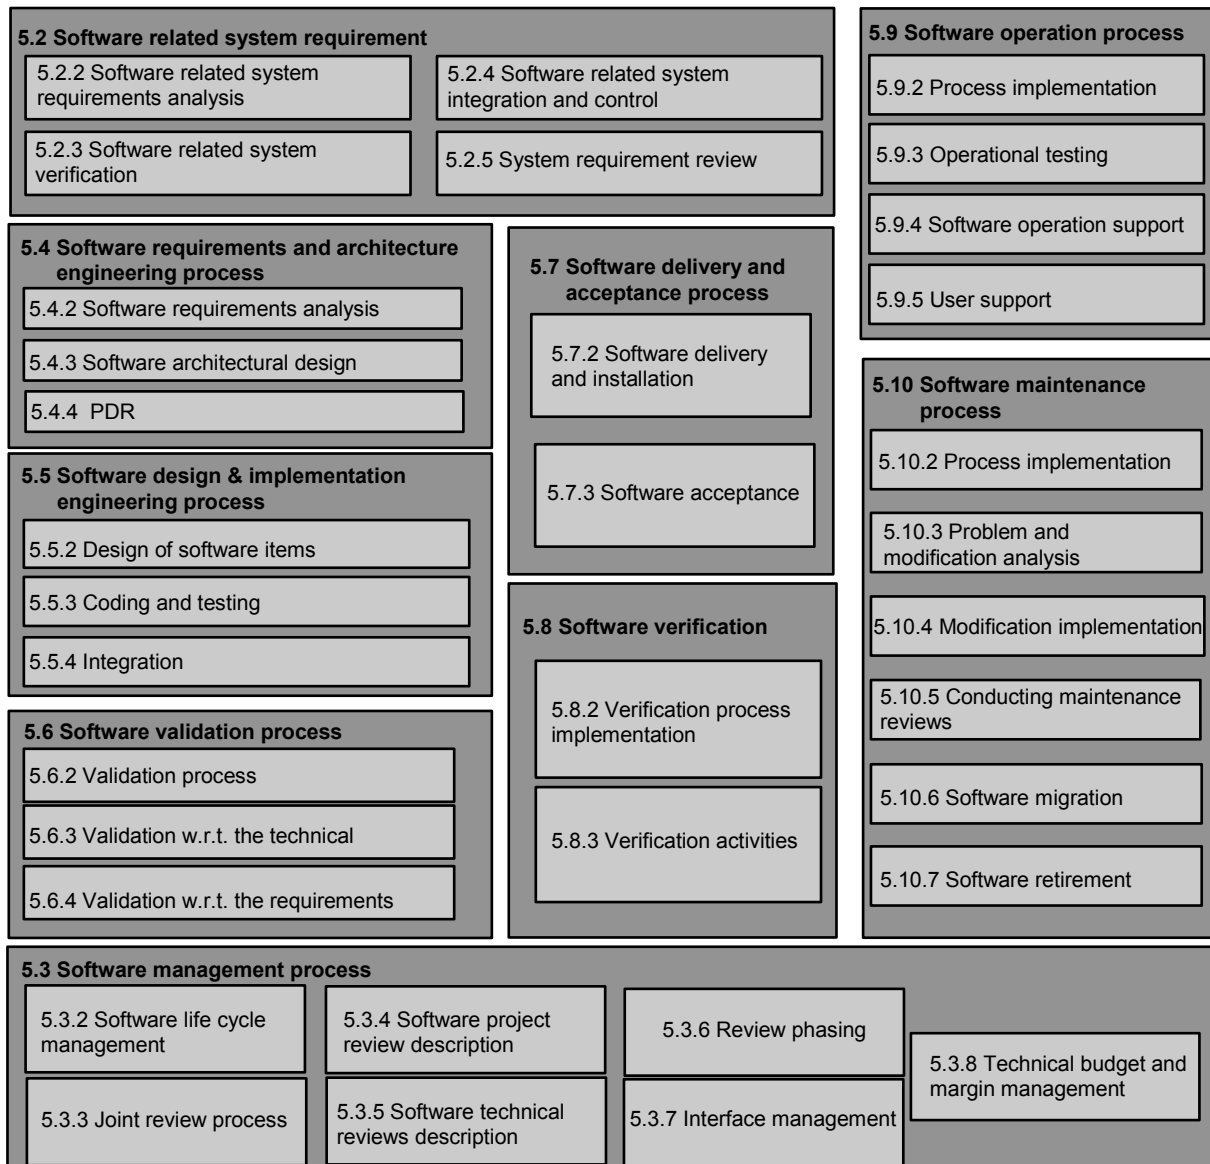 5.2 Software related system requirement
5.2.2 Software related system
requirements analysis
5.2.4 Software related system
integration and control
5.2.3 Software related system
verification
5.2.5 System requirement review
5.4 Software requirements and architecture
engineering process
5.4.2 Software requirements analysis
5.4.3 Software architectural design
5.4.4 PDR
5.5 Software design & implementation
engineering process
5.5.2 Design of software items
5.5.3 Coding and testing
5.5.4 Integration
5.6 Software validation process
5.6.2 Validation process
5.6.3 Validation w.r.t. the technical
5.6.4 Validation w.r.t. the requirements
5.7 Software delivery and
acceptance process
5.7.2 Software delivery
and installation
5.7.3 Software acceptance
5.8 Software verification
5.8.2 Verification process
implementation
5.8.3 Verification activities
5.9 Software operation process
5.9.2 Process implementation
5.9.3 Operational testing
5.9.4 Software operation support
5.9.5 User support
5.10 Software maintenance
process
5.10.2 Process implementation
5.10.3 Problem and
modification analysis
5.10.4 Modification implementation
5.10.5 Conducting maintenance
reviews
5.10.6 Software migration
5.10.7 Software retirement
5.3 Software management process
5.3.2 Software life cycle
management
5.3.4 Software project
review description
5.3.6 Review phasing
5.3.8 Technical budget and
margin management
5.3.3 Joint review process
5.3.5 Software technical
reviews description
5.3.7 Interface management